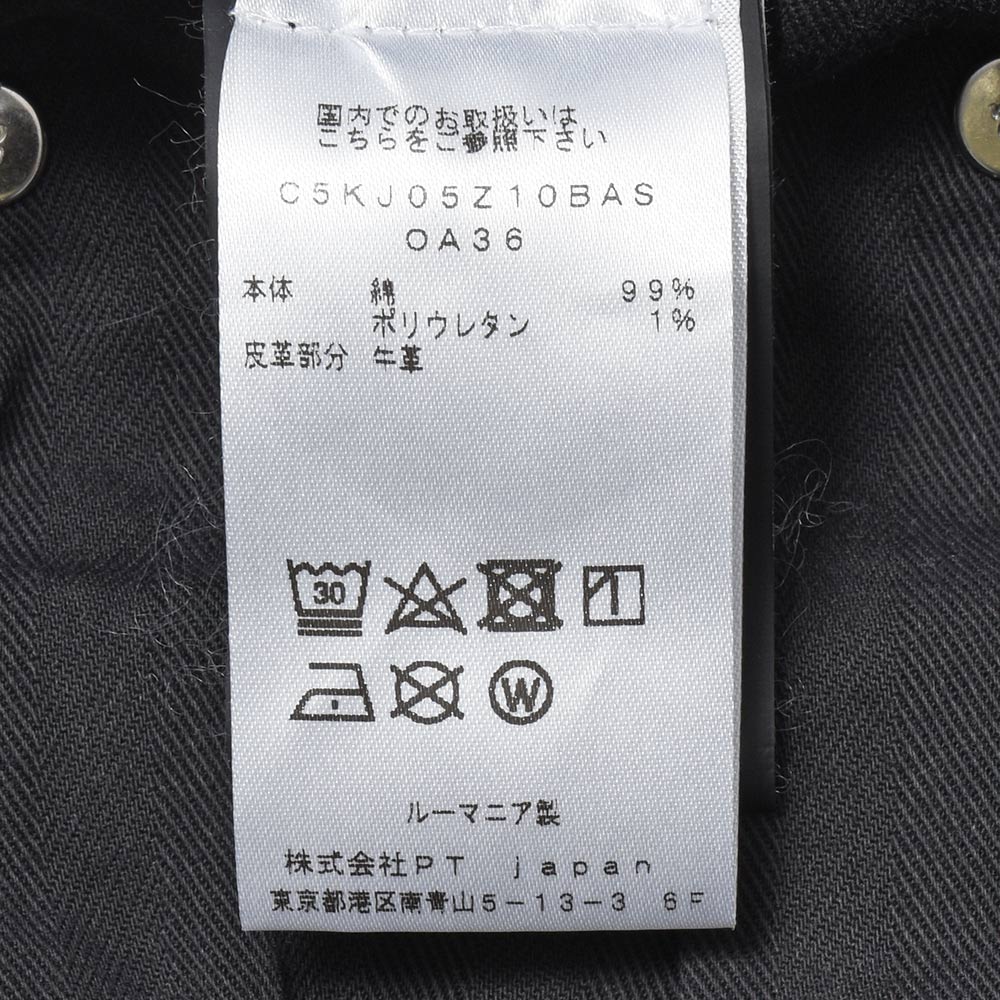 国内でのお取扱いは
こちらをご参照下さい
C5KJ05Z10BAS
OA36
本体 綿 99%
ポリウレタン 1%
皮革部分 牛革
30
W
ルーマニア製
株式会社PT japan
東京都港区南青山5-13-3 6F